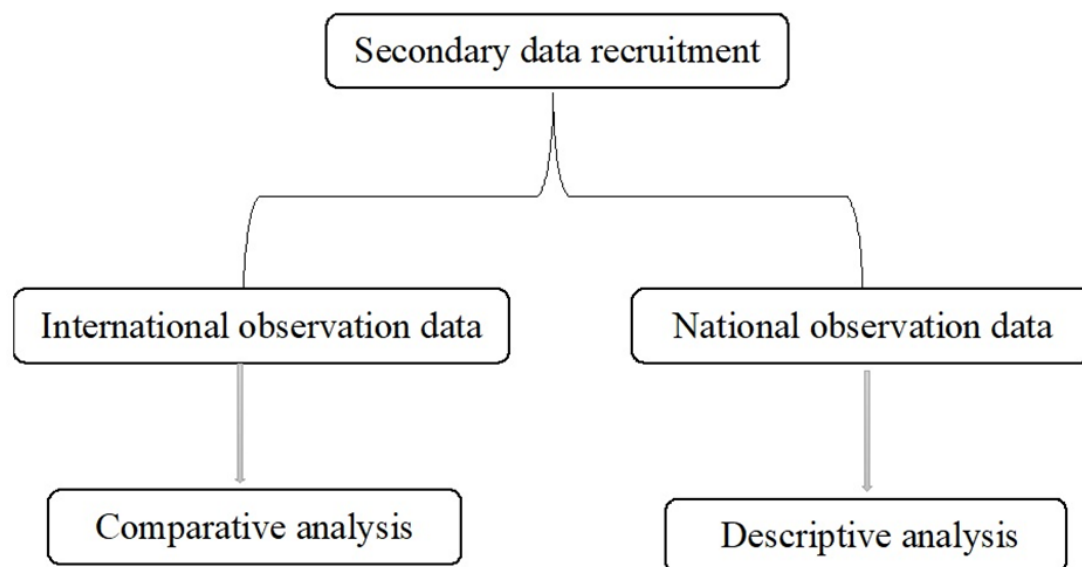 Secondary data recruitment
International observation data
National observation data
Comparative analysis
Descriptive analysis